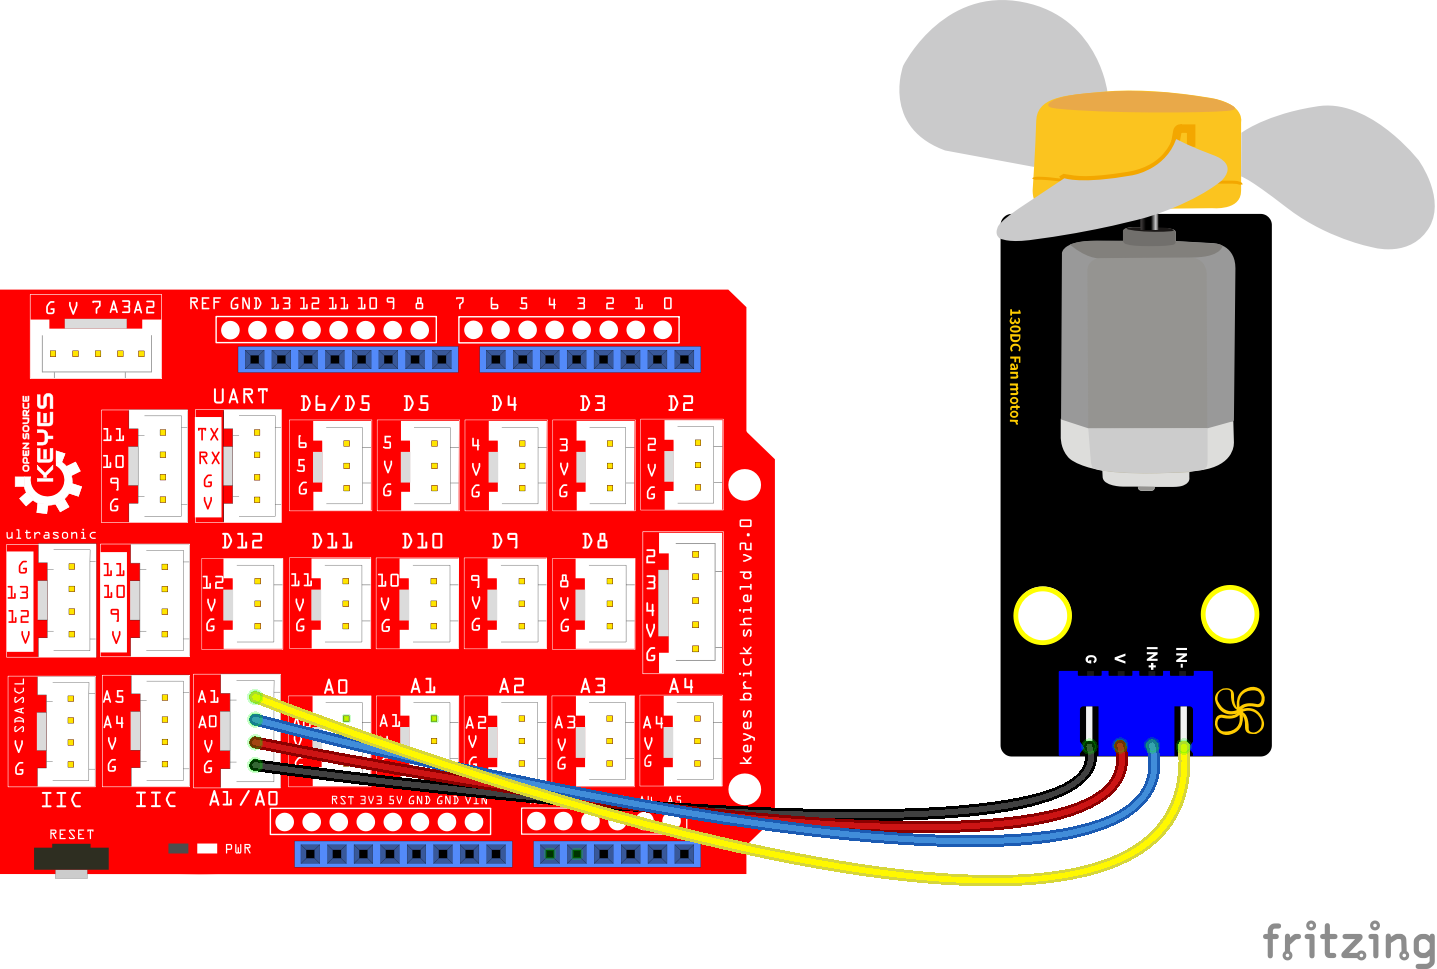 G V 7 A3 A2
REF GND 13 12 11 10 9 8 7 6 5 4 3 2 1 0
OPEN SOURCE
KEYES
UART
D6/D5 D5 D4 D3 D2
11
10
9
G
TX
RX
G
V
6
5
G
5
V
G
4
V
G
3
V
G
2
V
G
ultrasonic
D12 D11 D10 D9 D8
G
13
12
V
11
10
9
V
12
V
G
11
V
G
10
V
G
9
V
G
8
V
G
2
3
4
V
G
keyes brick shield v2.0
A0 A1 A2 A3 A4
SCL
SDA
V
G
A5
A4
V
G
A1
A0
V
G
A1
A2
V
G
A3
V
G
A4
V
G
IIC IIC A1/A0
RST 3V3 5V GND GND VIN
A5
RESET
PWR
130DC Fan motor
G V IN+ IN-
fritzing